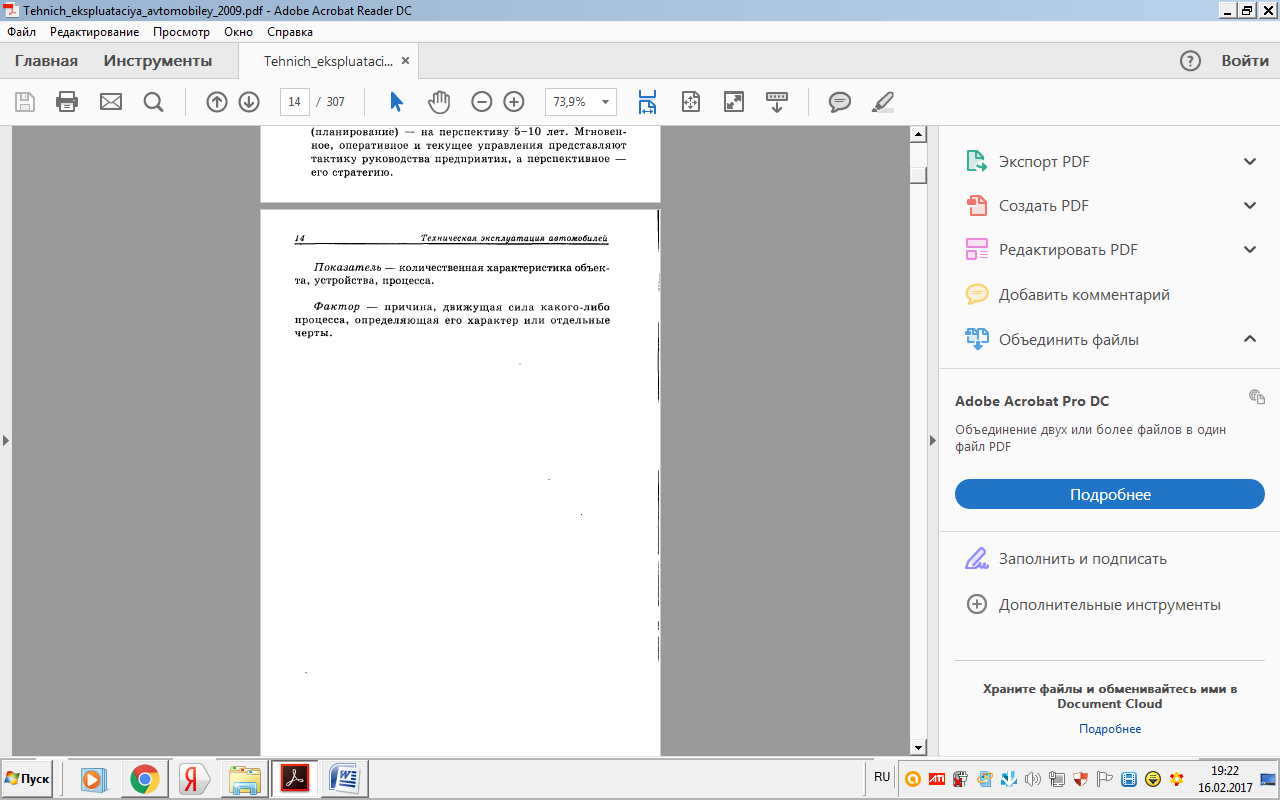 Tehnich_ekspluataciya_avtomobiley_2009.pdf - Adobe Acrobat Reader DC
Файл Редактирование Просмотр Окно Справка
Главная Инструменты Tehnich_ekspluataci... × ? Войти
14 / 307 73,9%
(планирование) — на перспективу 5–10 лет. Мгновен-
ное, оперативное и текущее управления представляют
тактику руководства предприятия, а перспективное —
его стратегию.
14 Техническая эксплуатация автомобилей
Показатель — количественная характеристика объек-
та, устройства, процесса.
Фактор — причина, движущая сила какого-либо
процесса, определяющая его характер или отдельные
черты.
Экспорт PDF
Создать PDF
Редактировать PDF
Добавить комментарий
Объединить файлы
Adobe Acrobat Pro DC
Объединение двух или более файлов в один
файл PDF
Подробнее
Заполнить и подписать
Дополнительные инструменты
Храните файлы и обменивайтесь ими в
Document Cloud
Подробнее
Пуск
RU
ATI
19:22
16.02.2017